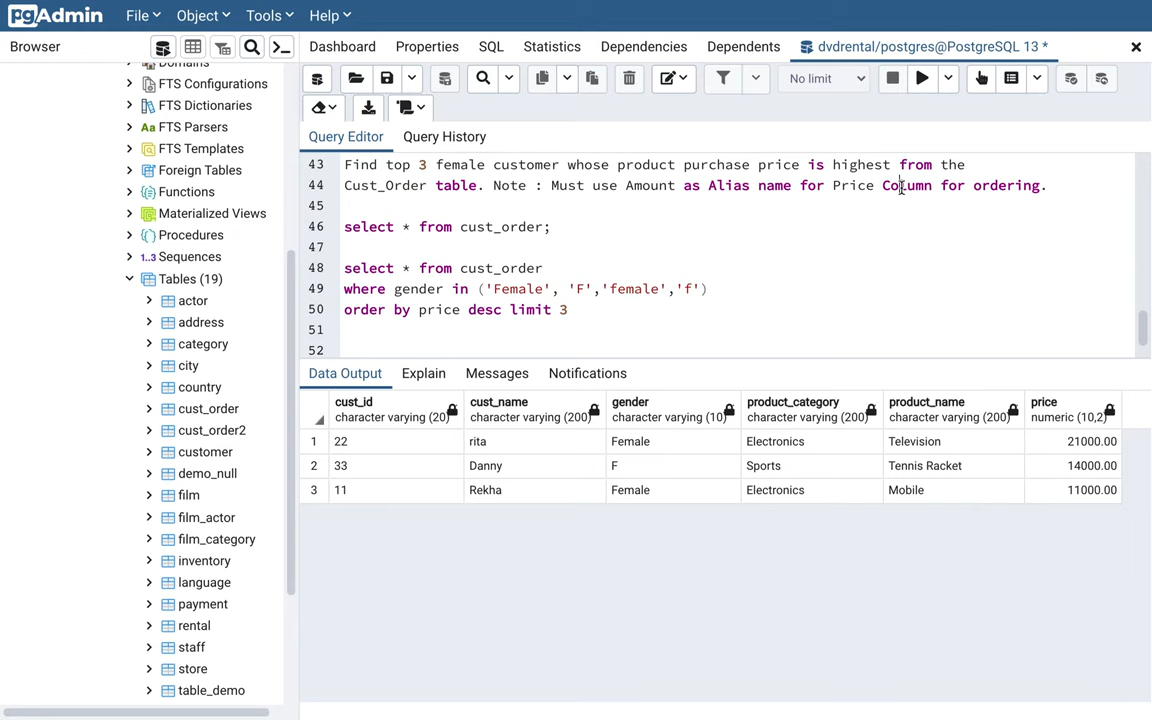 pgAdmin File Object Tools Help
Browser
Dashboard Properties SQL Statistics Dependencies Dependents dvdrental/postgres@PostgreSQL 13 *
Domains
FTS Configurations
FTS Dictionaries
FTS Parsers
FTS Templates
Foreign Tables
Functions
Materialized Views
Procedures
1..3 Sequences
Tables (19)
actor
address
category
city
country
cust_order
cust_order2
customer
demo_null
film
film_actor
film_category
inventory
language
payment
rental
staff
store
table_demo
No limit
Query Editor Query History
43 Find top 3 female customer whose product purchase price is highest from the
44 Cust_Order table. Note : Must use Amount as Alias name for Price Column for ordering.
45
46 select * from cust_order;
47
48 select * from cust_order
49 where gender in ('Female', 'F','female','f')
50 order by price desc limit 3
51
52
Data Output Explain Messages Notifications
cust_id cust_name gender product_category product_name price
character varying (20) character varying (200) character varying (10) character varying (200) character varying (200) numeric (10,2)
1 22 rita Female Electronics Television 21000.00
2 33 Danny F Sports Tennis Racket 14000.00
3 11 Rekha Female Electronics Mobile 11000.00